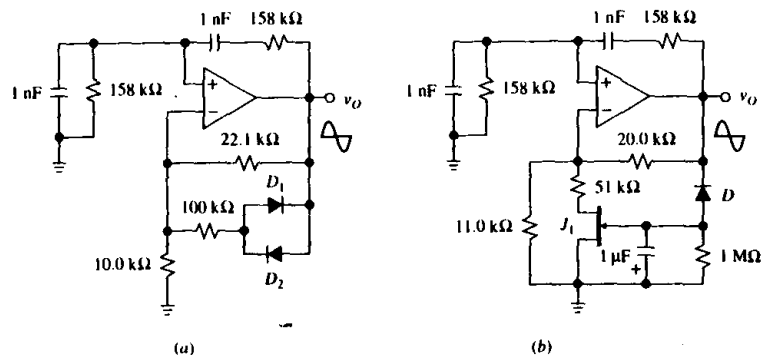 1 nF
158 kΩ
1 nF
158 kΩ
+
−
v_O
22.1 kΩ
D_1
100 kΩ
10.0 kΩ
D_2
(a)
1 nF
158 kΩ
1 nF
158 kΩ
+
−
v_O
20.0 kΩ
51 kΩ
D
11.0 kΩ
J_1
1 μF
+
1 MΩ
(b)